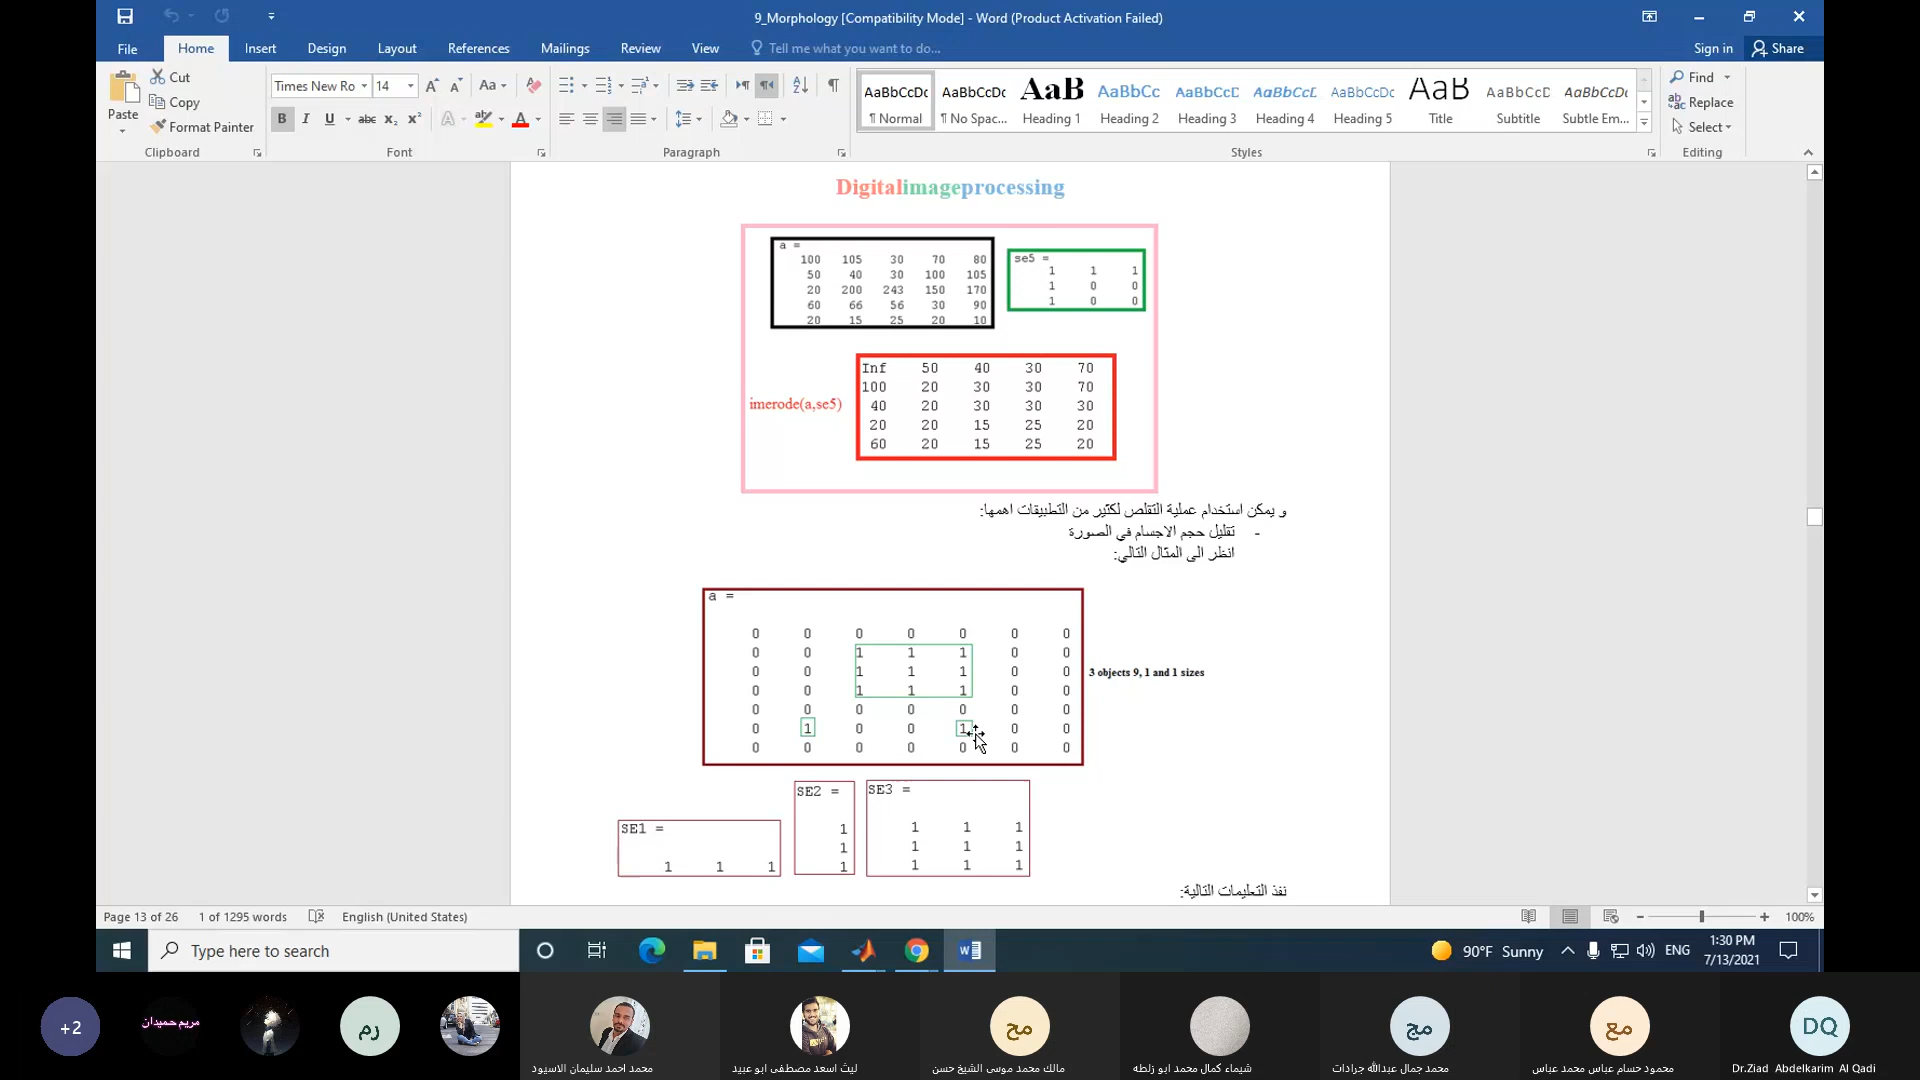 9_Morphology [Compatibility Mode] - Word (Product Activation Failed)
File Home Insert Design Layout References Mailings Review View Tell me what you want to do... Sign in Share
Paste
Cut
Copy
Format Painter
Times New Ro 14
AaBbCcDc AaBbCcDc AaB AaBbCc AaBbCcD AaBbCcL AaBbCcDc AaB AaBbCcD AaBbCcDt
¶ Normal ¶ No Spac... Heading 1 Heading 2 Heading 3 Heading 4 Heading 5 Title Subtitle Subtle Em...
Find
Replace
Select
Clipboard Font Paragraph Styles Editing
Digitalimageprocessing
a =
100 105 30 70 80
50 40 30 100 105
20 200 243 150 170
60 66 56 30 90
20 15 25 20 10
se5 =
1 1 1
1 0 0
1 0 0
imerode(a,se5)
Inf 50 40 30 70
100 20 30 30 70
40 20 30 30 30
20 20 15 25 20
60 20 15 25 20
و يمكن استخدام عملية التقلص لكثير من التطبيقات اهمها:
- تقليل حجم الاجسام في الصورة
انظر الى المثال التالي:
a =
0 0 0 0 0 0 0
0 0 1 1 1 0 0
0 0 1 1 1 0 0
0 0 1 1 1 0 0
0 0 0 0 0 0 0
0 1 0 0 1 0 0
0 0 0 0 0 0 0
3 objects 9, 1 and 1 sizes
SE1 =
1 1 1
SE2 =
1
1
1
SE3 =
1 1 1
1 1 1
1 1 1
نفذ التعليمات التالية:
Page 13 of 26 1 of 1295 words English (United States) 100%
Type here to search
90°F Sunny
ENG
1:30 PM
7/13/2021
+2
مريم حميدان
رم
محمد احمد سليمان الاسيود
ليث اسعد مصطفى ابو عبيد
مح
مالك محمد موسى الشيخ حسن
شيماء كمال محمد ابو زلطه
مج
محمد جمال عبدالله جرادات
مع
محمود حسام عباس محمد عباس
DQ
Dr.Ziad Abdelkarim Al Qadi